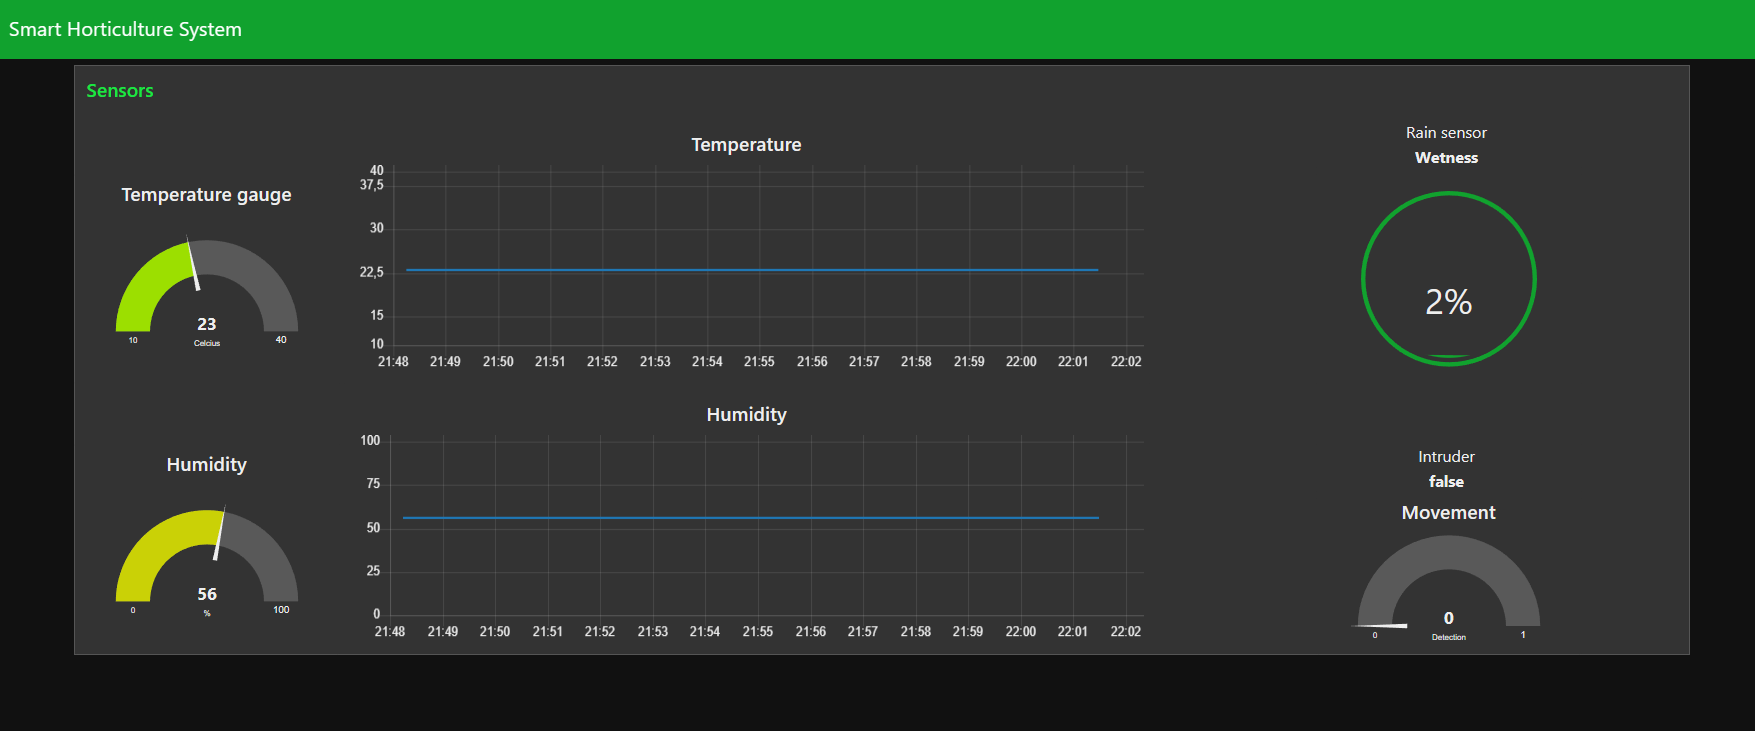 Smart Horticulture System
Sensors
Temperature gauge
23
Celcius
10
40
Temperature
40
37,5
30
22,5
15
10
21:48 21:49 21:50 21:51 21:52 21:53 21:54 21:55 21:56 21:57 21:58 21:59 22:00 22:01 22:02
Rain sensor
Wetness
2%
Humidity
56
%
0
100
Humidity
100
75
50
25
0
21:48 21:49 21:50 21:51 21:52 21:53 21:54 21:55 21:56 21:57 21:58 21:59 22:00 22:01 22:02
Intruder
false
Movement
0
Detection
0
1